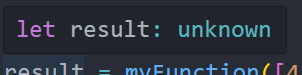 let result: unknown
result = myFunction([